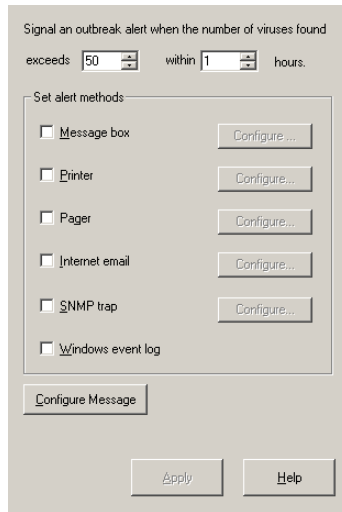 Signal an outbreak alert when the number of viruses found
exceeds 50 within 1 hours.
Set alert methods
Message box Configure ...
Printer Configure...
Pager Configure...
Internet email Configure...
SNMP trap Configure...
Windows event log
Configure Message
Apply Help